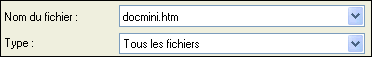 Nom du fichier : docmini.htm
Type : Tous les fichiers